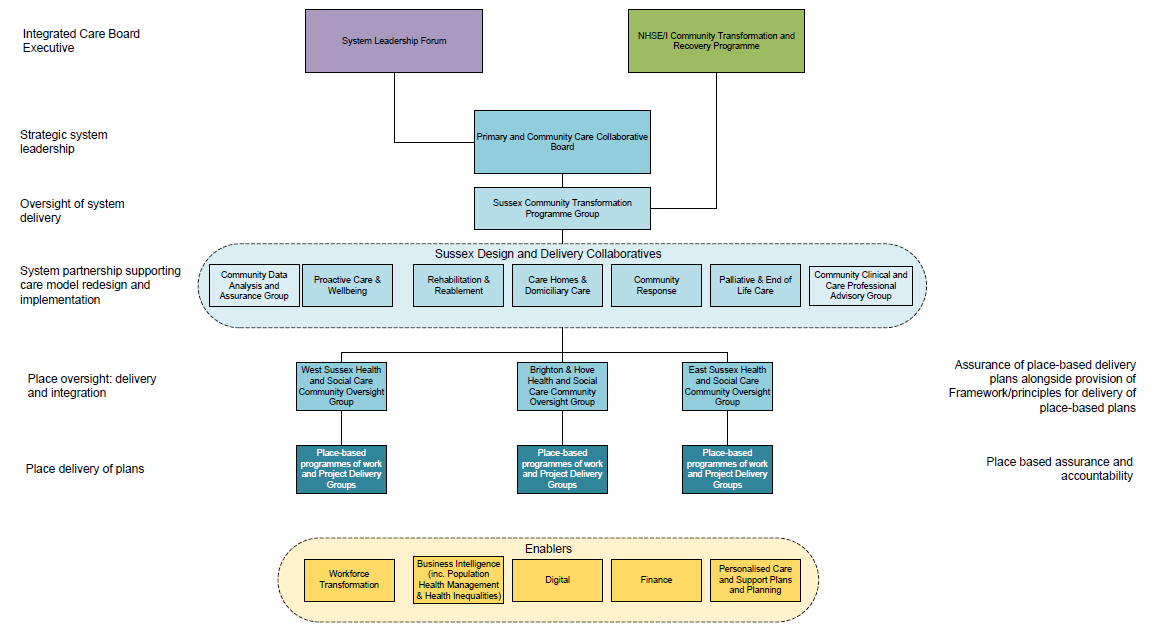 Integrated Care Board
Executive
System Leadership Forum
NHSE/I Community Transformation and
Recovery Programme
Strategic system
leadership
Primary and Community Care Collaborative
Board
Oversight of system
delivery
Sussex Community Transformation
Programme Group
Sussex Design and Delivery Collaboratives
System partnership supporting
care model redesign and
implementation
Community Data
Analysis and
Assurance Group
Proactive Care &
Wellbeing
Rehabilitation &
Reablement
Care Homes &
Domiciliary Care
Community
Response
Palliative & End of
Life Care
Community Clinical and
Care Professional
Advisory Group
Place oversight: delivery
and integration
West Sussex Health
and Social Care
Community Oversight
Group
Brighton & Hove
Health and Social
Care Community
Oversight Group
East Sussex Health
and Social Care
Community Oversight
Group
Assurance of place-based delivery
plans alongside provision of
Framework/principles for delivery of
place-based plans
Place delivery of plans
Place-based
programmes of work
and Project Delivery
Groups
Place-based
programmes of work
and Project Delivery
Groups
Place-based
programmes of work
and Project Delivery
Groups
Place based assurance and
accountability
Enablers
Workforce
Transformation
Business Intelligence
(inc. Population
Health Management
& Health Inequalities)
Digital
Finance
Personalised Care
and Support Plans
and Planning